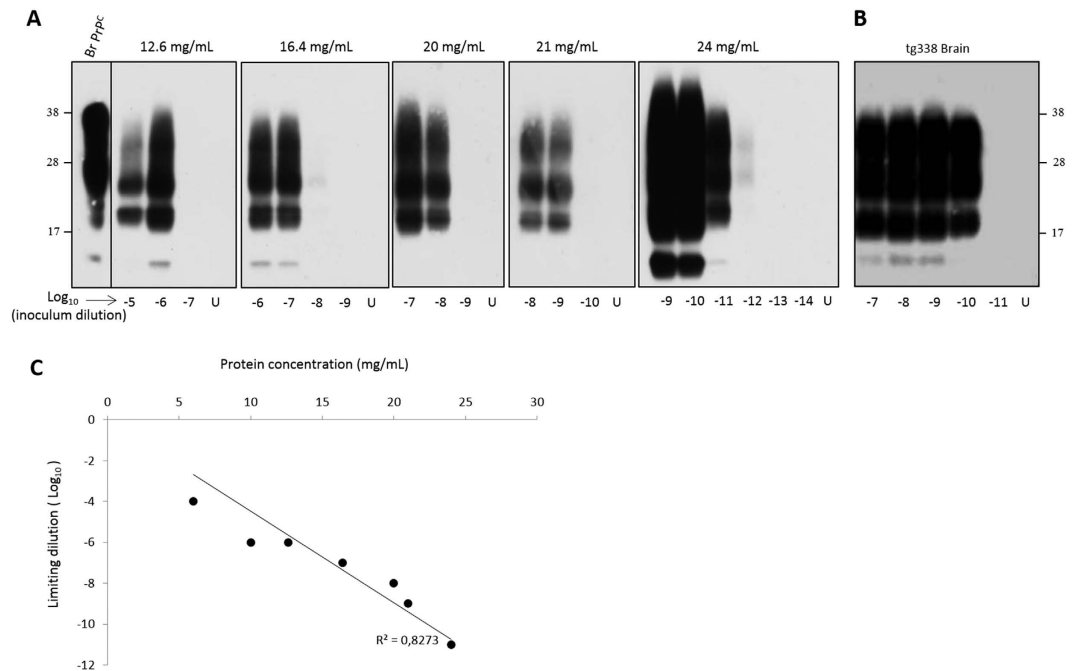 A
B
Br PrPᶜ
12.6 mg/mL
16.4 mg/mL
20 mg/mL
21 mg/mL
24 mg/mL
tg338 Brain
38
28
17
38
28
17
Log₁₀
(inoculum dilution)
-5 -6 -7 U
-6 -7 -8 -9 U
-7 -8 -9 U
-8 -9 -10 U
-9 -10 -11 -12 -13 -14 U
-7 -8 -9 -10 -11 U
C
Protein concentration (mg/mL)
0 5 10 15 20 25 30
Limiting dilution ( Log₁₀)
0
-2
-4
-6
-8
-10
-12
R² = 0,8273